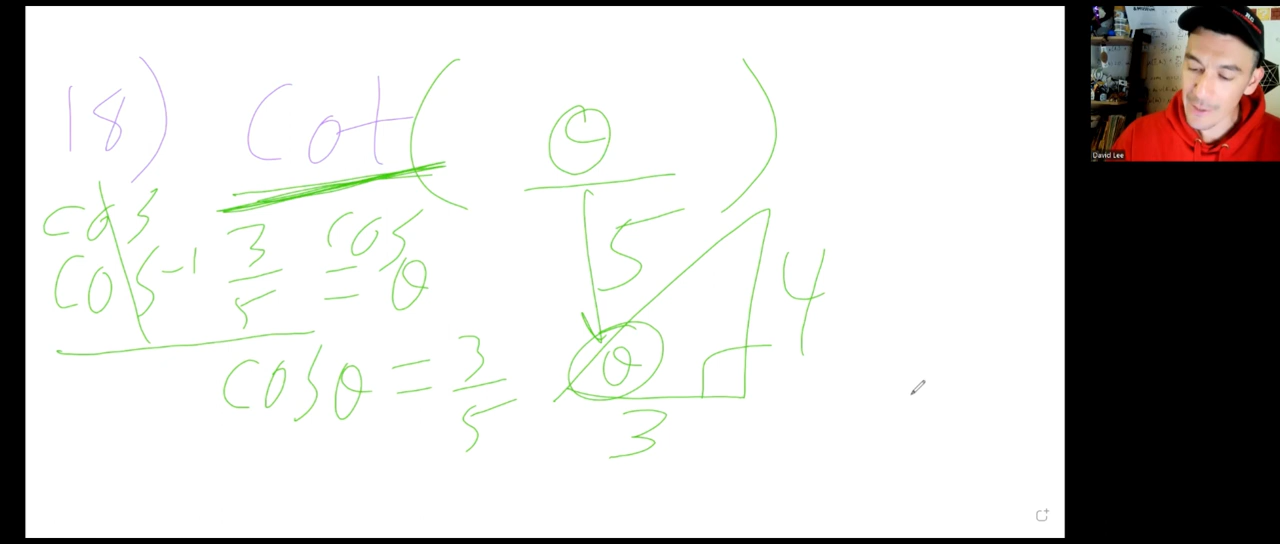 18) cot( θ )
cos
cos⁻¹ 3/5 = cos θ
cos θ = 3/5
5
4
θ
3
David Lee